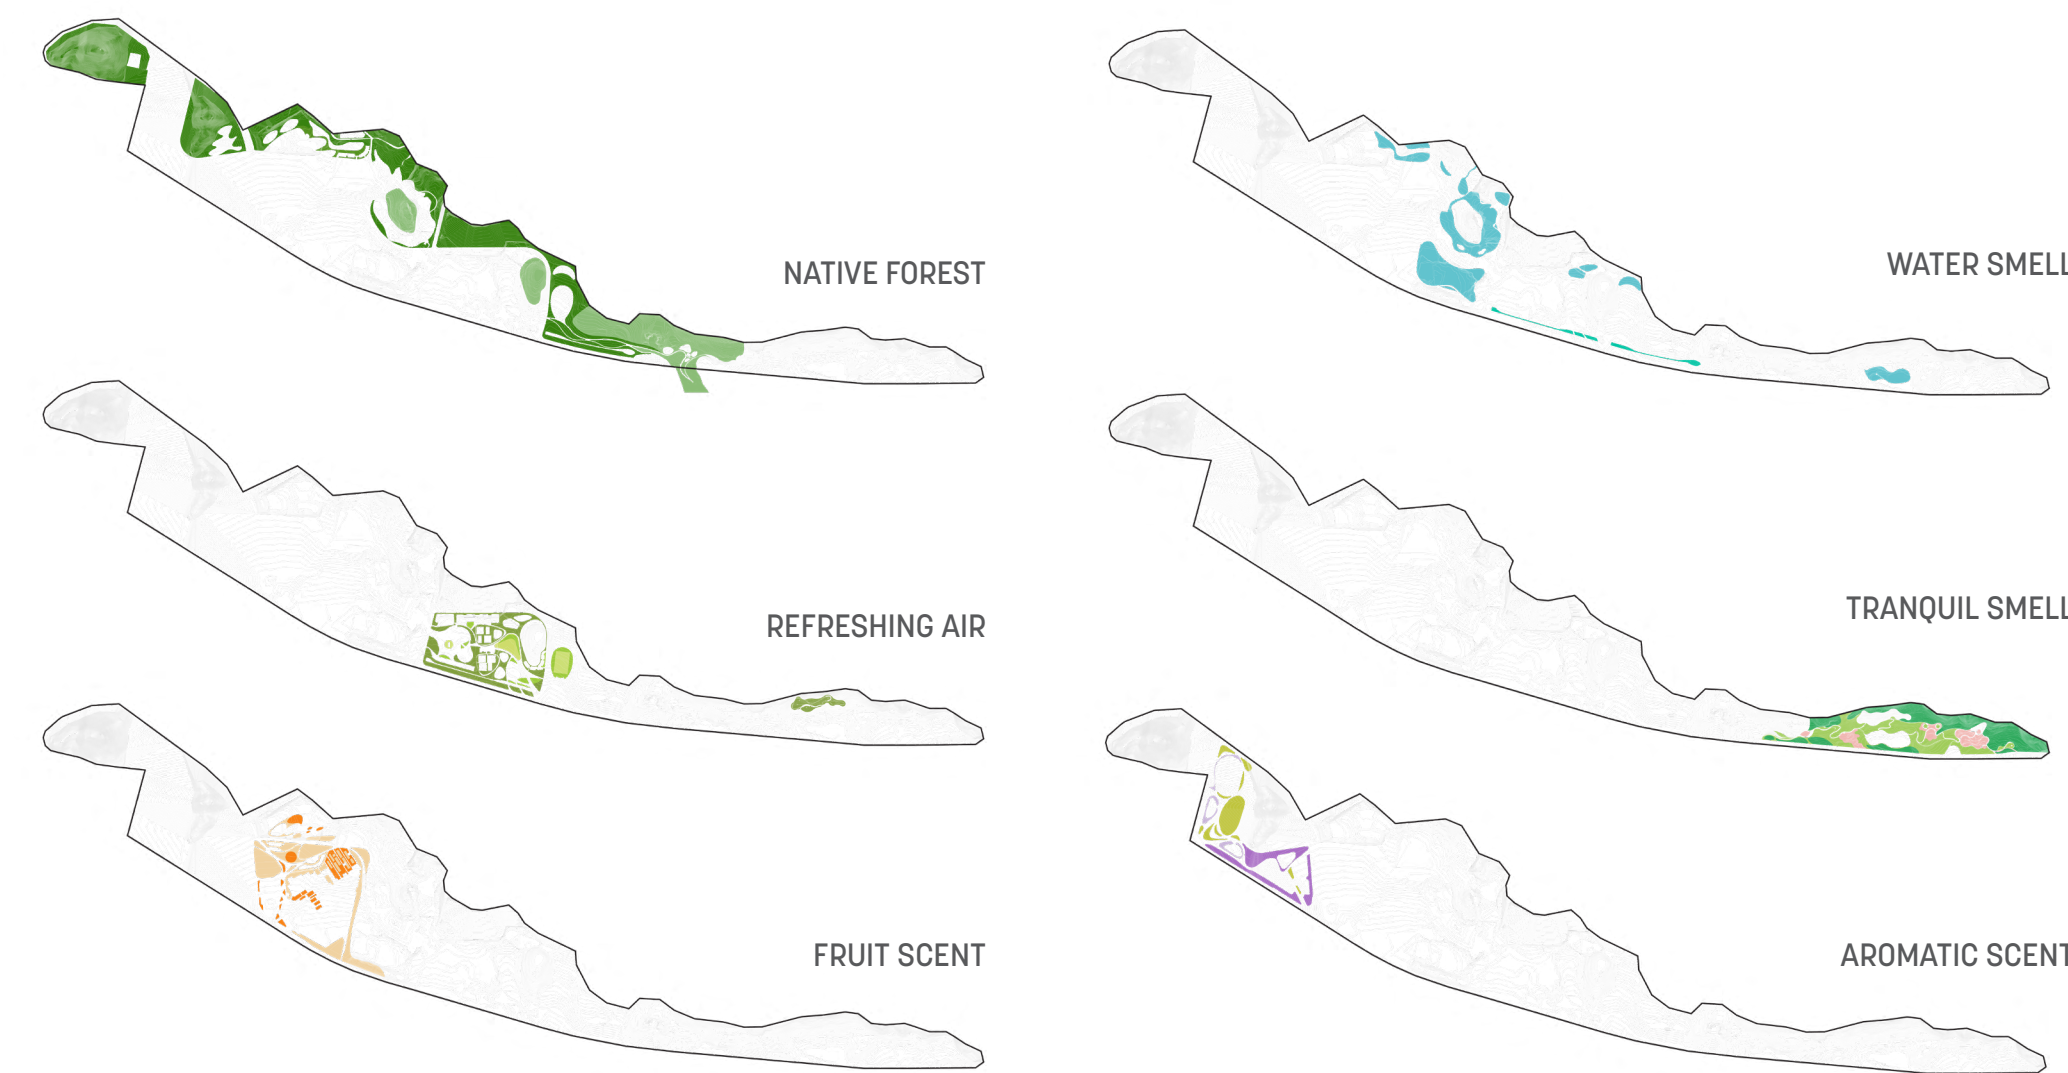 NATIVE FOREST
WATER SMELL
REFRESHING AIR
TRANQUIL SMELL
FRUIT SCENT
AROMATIC SCENT